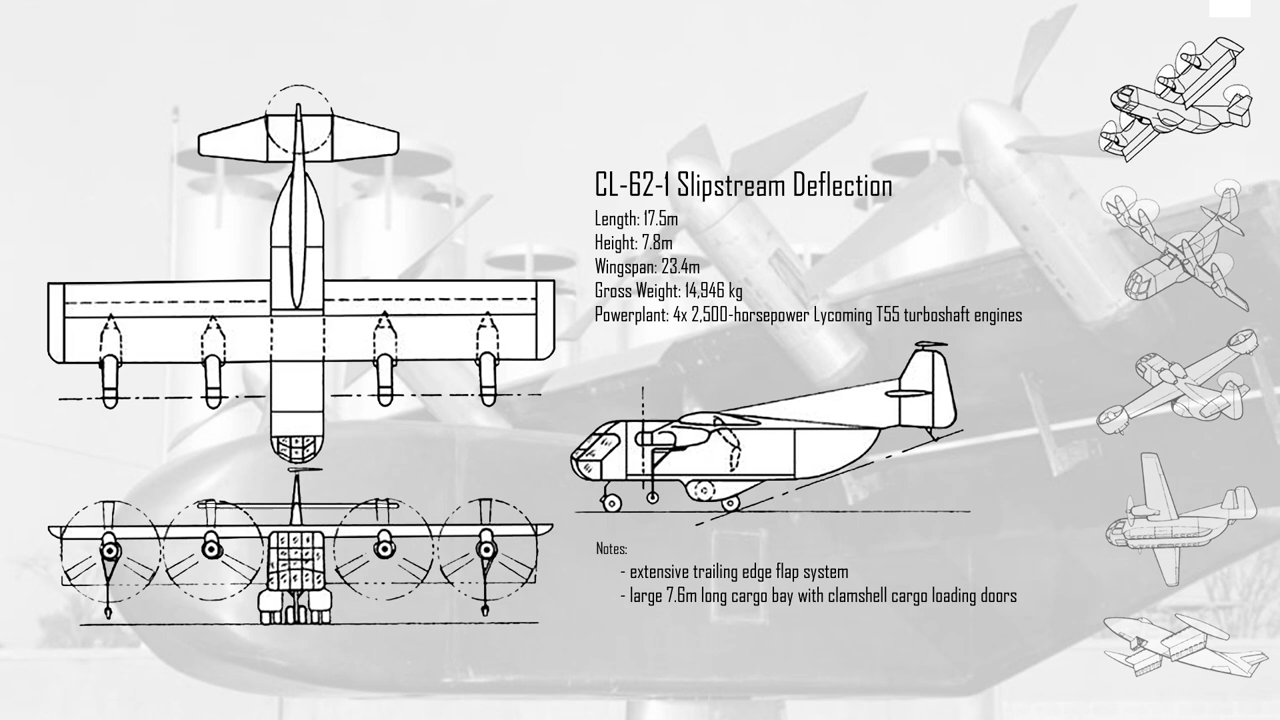 CL-62-1 Slipstream Deflection
Length: 17.5m
Height: 7.8m
Wingspan: 23.4m
Gross Weight: 14,946 kg
Powerplant: 4x 2,500-horsepower Lycoming T55 turboshaft engines
Notes:
- extensive trailing edge flap system
- large 7.6m long cargo bay with clamshell cargo loading doors